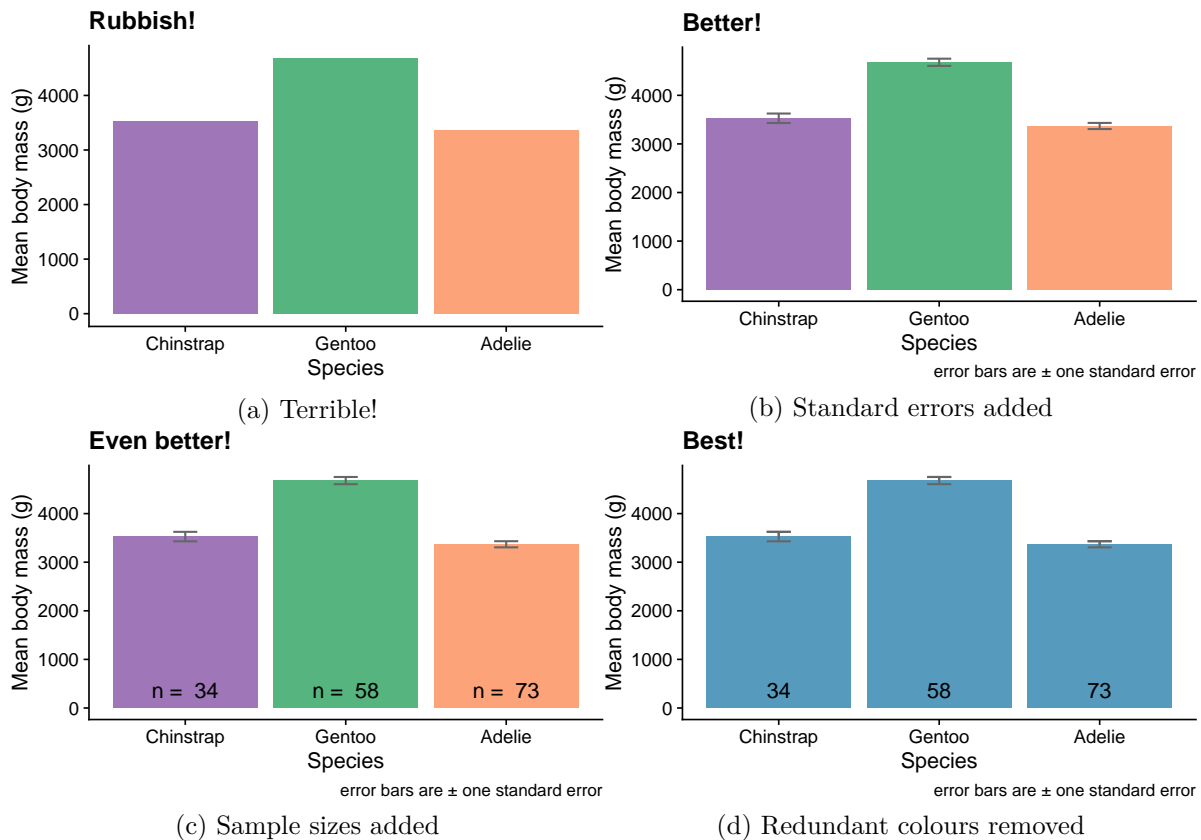 Rubbish!
Mean body mass (g)
4000
3000
2000
1000
0
Chinstrap Gentoo Adelie
Species
(a) Terrible!
Better!
Mean body mass (g)
4000
3000
2000
1000
0
Chinstrap Gentoo Adelie
Species
error bars are ± one standard error
(b) Standard errors added
Even better!
Mean body mass (g)
4000
3000
2000
1000
0
n = 34 n = 58 n = 73
Chinstrap Gentoo Adelie
Species
error bars are ± one standard error
(c) Sample sizes added
Best!
Mean body mass (g)
4000
3000
2000
1000
0
34 58 73
Chinstrap Gentoo Adelie
Species
error bars are ± one standard error
(d) Redundant colours removed